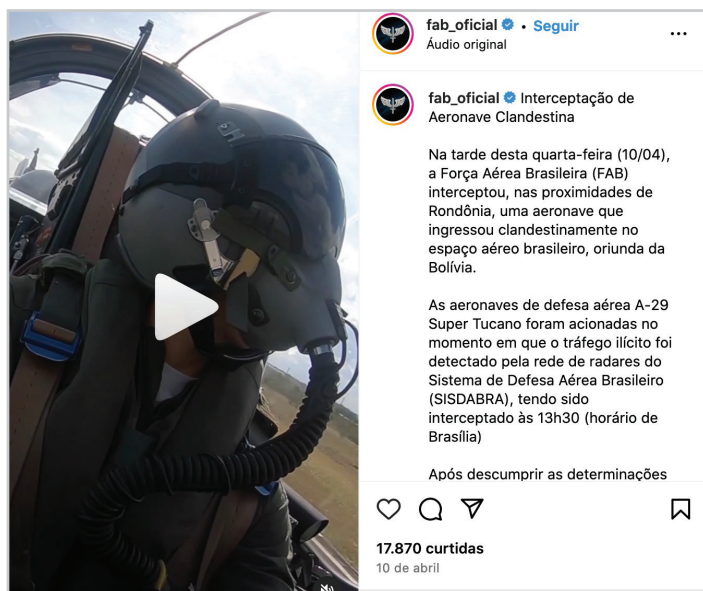 fab_oficial • Seguir
Áudio original
fab_oficial Interceptação de
Aeronave Clandestina
Na tarde desta quarta-feira (10/04),
a Força Aérea Brasileira (FAB)
interceptou, nas proximidades de
Rondônia, uma aeronave que
ingressou clandestinamente no
espaço aéreo brasileiro, oriunda da
Bolívia.
As aeronaves de defesa aérea A-29
Super Tucano foram acionadas no
momento em que o tráfego ilícito foi
detectado pela rede de radares do
Sistema de Defesa Aérea Brasileiro
(SISDABRA), tendo sido
interceptado às 13h30 (horário de
Brasília)
Após descumprir as determinações
17.870 curtidas
10 de abril